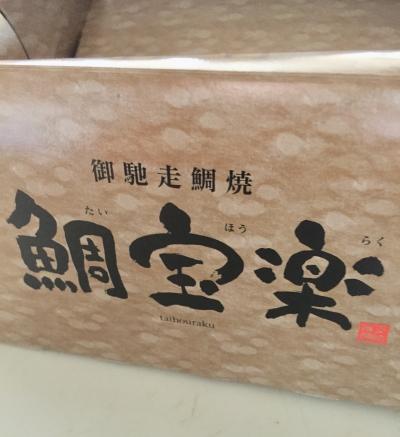 御馳走鯛焼
たい ほう らく
鯛宝楽
taihouraku